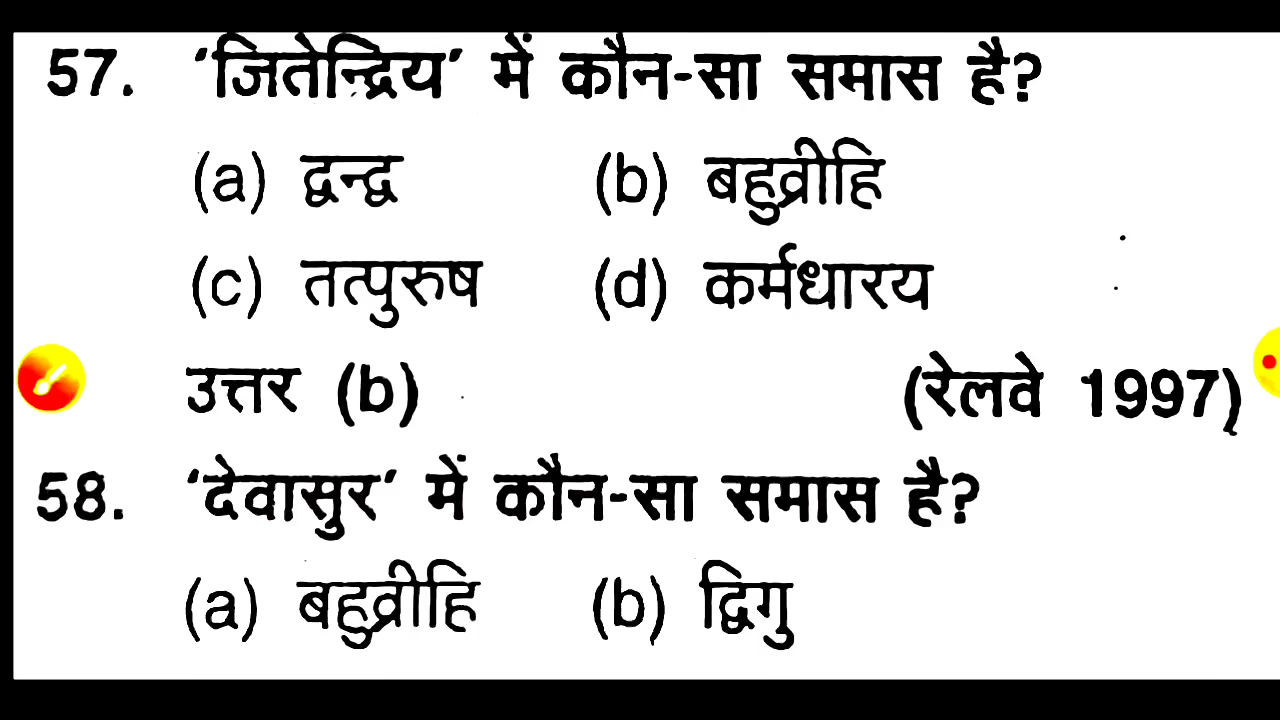 57. ‘जितेन्द्रिय’ में कौन-सा समास है?
(a) द्वन्द्व (b) बहुव्रीहि
(c) तत्पुरुष (d) कर्मधारय
उत्तर (b) (रेलवे 1997)
58. ‘देवासुर’ में कौन-सा समास है?
(a) बहुव्रीहि (b) द्विगु